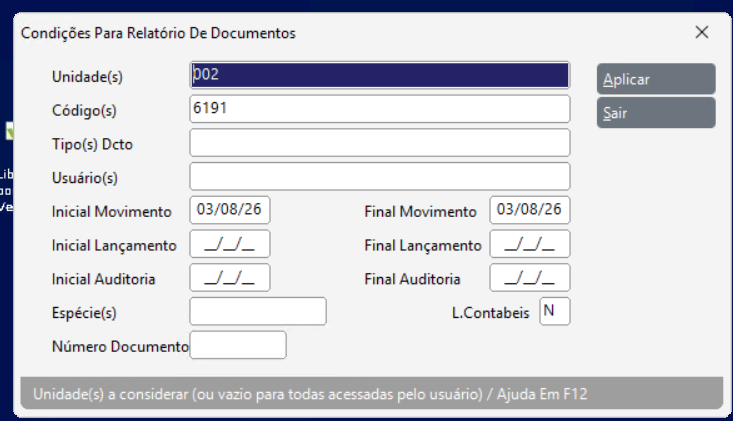 Condições Para Relatório De Documentos
Unidade(s) 002
Aplicar
Código(s) 6191
Sair
Tipo(s) Dcto
Usuário(s)
Inicial Movimento 03/08/26 Final Movimento 03/08/26
Inicial Lançamento __/__/__ Final Lançamento __/__/__
Inicial Auditoria __/__/__ Final Auditoria __/__/__
Espécie(s) L.Contabeis N
Número Documento
Unidade(s) a considerar (ou vazio para todas acessadas pelo usuário) / Ajuda Em F12